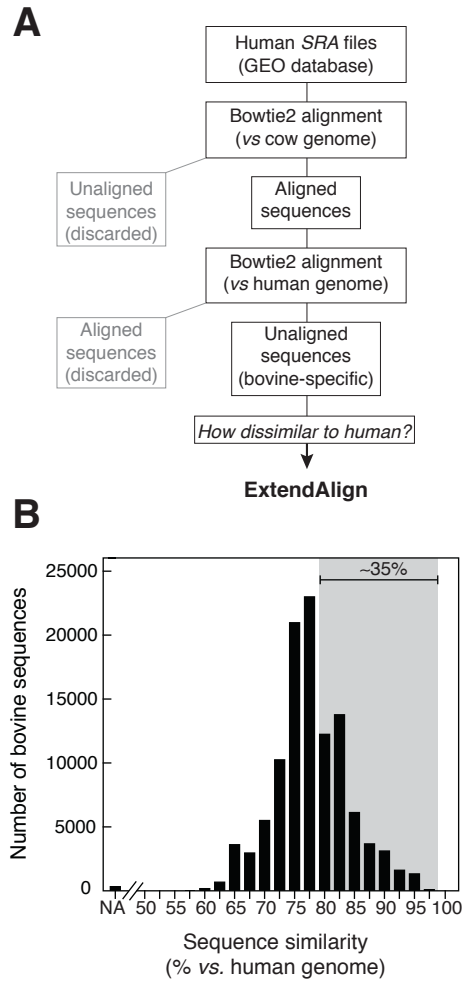 A
Human SRA files
(GEO database)
Bowtie2 alignment
(vs cow genome)
Unaligned
sequences
(discarded)
Aligned
sequences
Bowtie2 alignment
(vs human genome)
Aligned
sequences
(discarded)
Unaligned
sequences
(bovine-specific)
How dissimilar to human?
ExtendAlign
B
~35%
25000
20000
15000
10000
5000
0
Number of bovine sequences
NA 50 55 60 65 70 75 80 85 90 95 100
Sequence similarity
(% vs. human genome)